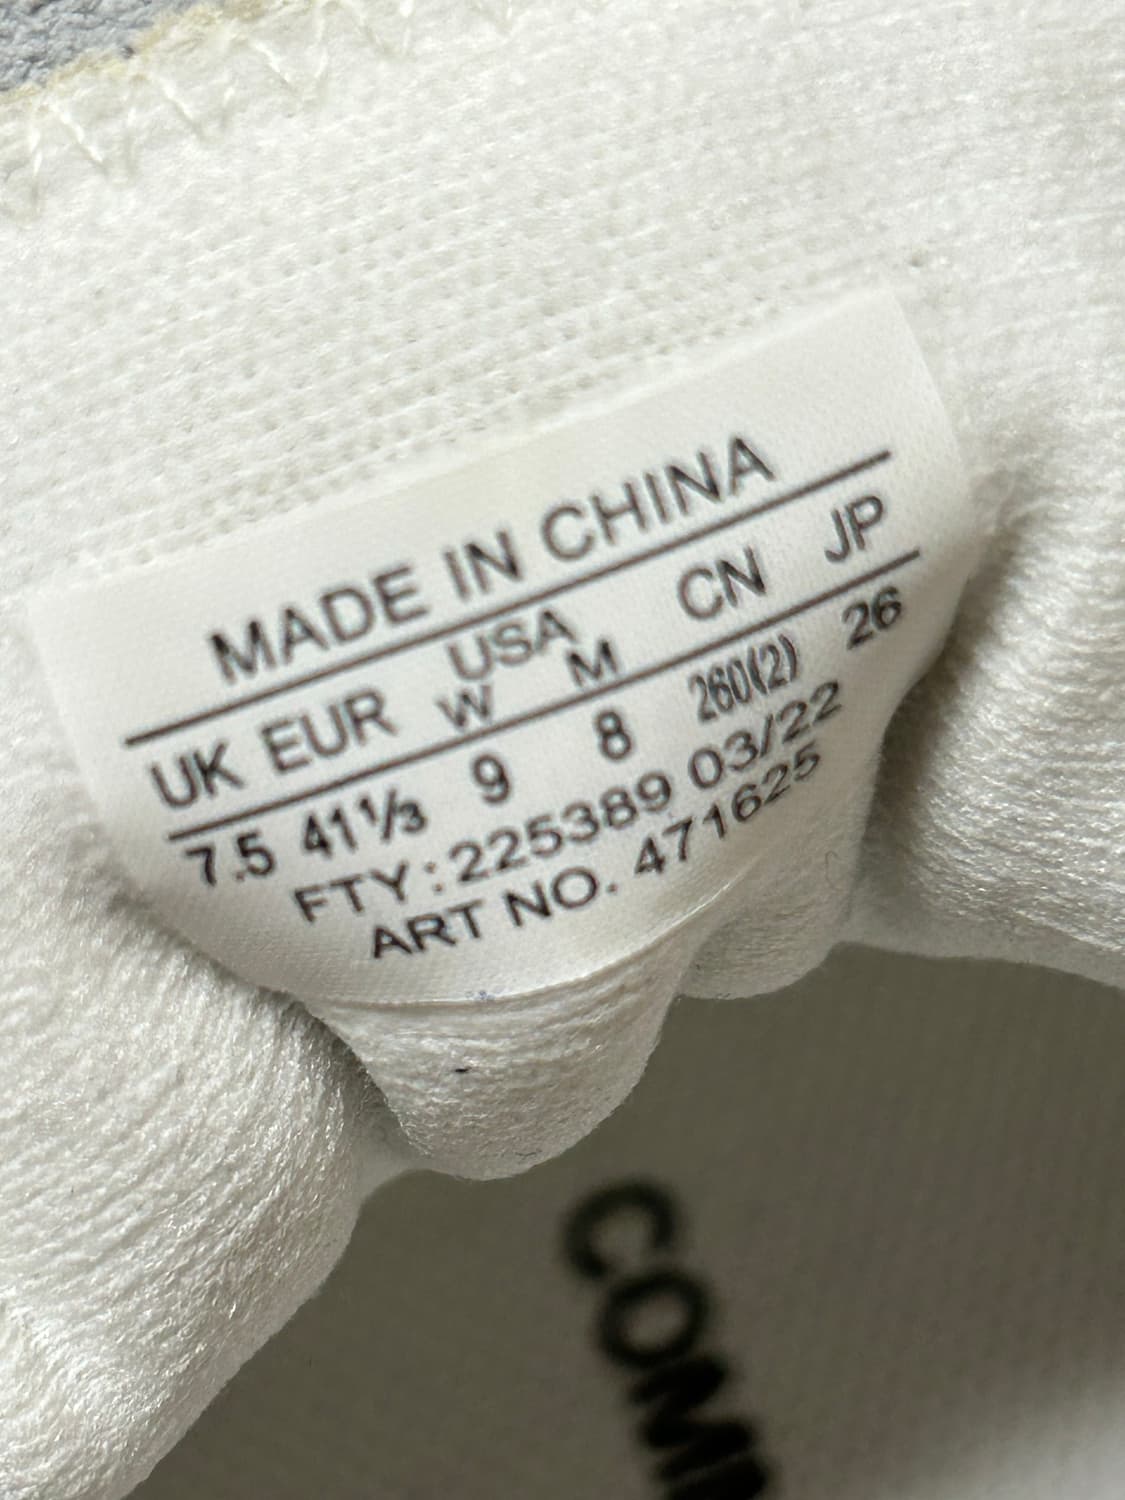 MADE IN CHINA
UK EUR USA CN JP
W M
7.5 41⅓ 9 8 260(2) 26
FTY: 225389 03/22
ART NO. 471625
COM